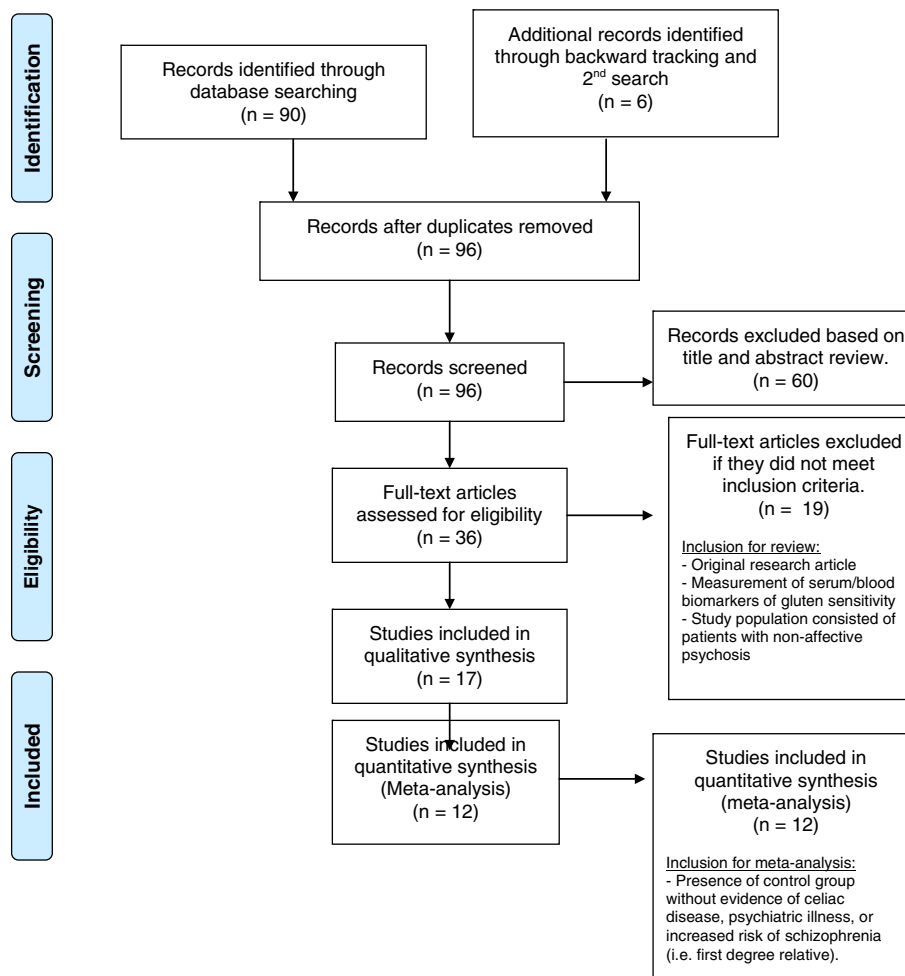 Identification
Records identified through
database searching
(n = 90)
Additional records identified
through backward tracking and
2nd search
(n = 6)
Records after duplicates removed
(n = 96)
Screening
Records screened
(n = 96)
Records excluded based on
title and abstract review.
(n = 60)
Eligibility
Full-text articles
assessed for eligibility
(n = 36)
Full-text articles excluded
if they did not meet
inclusion criteria.
(n = 19)
Inclusion for review:
- Original research article
- Measurement of serum/blood
biomarkers of gluten sensitivity
- Study population consisted of
patients with non-affective
psychosis
Studies included in
qualitative synthesis
(n = 17)
Included
Studies included in
quantitative synthesis
(Meta-analysis)
(n = 12)
Studies included in
quantitative synthesis
(meta-analysis)
(n = 12)
Inclusion for meta-analysis:
- Presence of control group
without evidence of celiac
disease, psychiatric illness, or
increased risk of schizophrenia
(i.e. first degree relative).